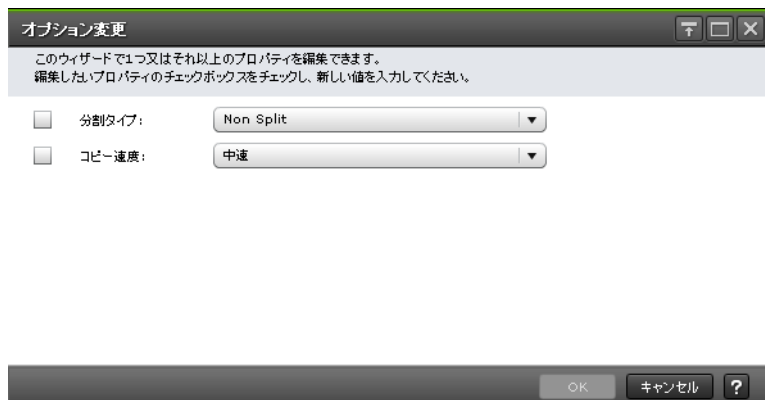 オプション変更
このウィザードで1つ又はそれ以上のプロパティを編集できます。
編集したいプロパティのチェックボックスをチェックし、新しい値を入力してください。
分割タイプ: Non Split
コピー速度: 中速
OK キャンセル ?